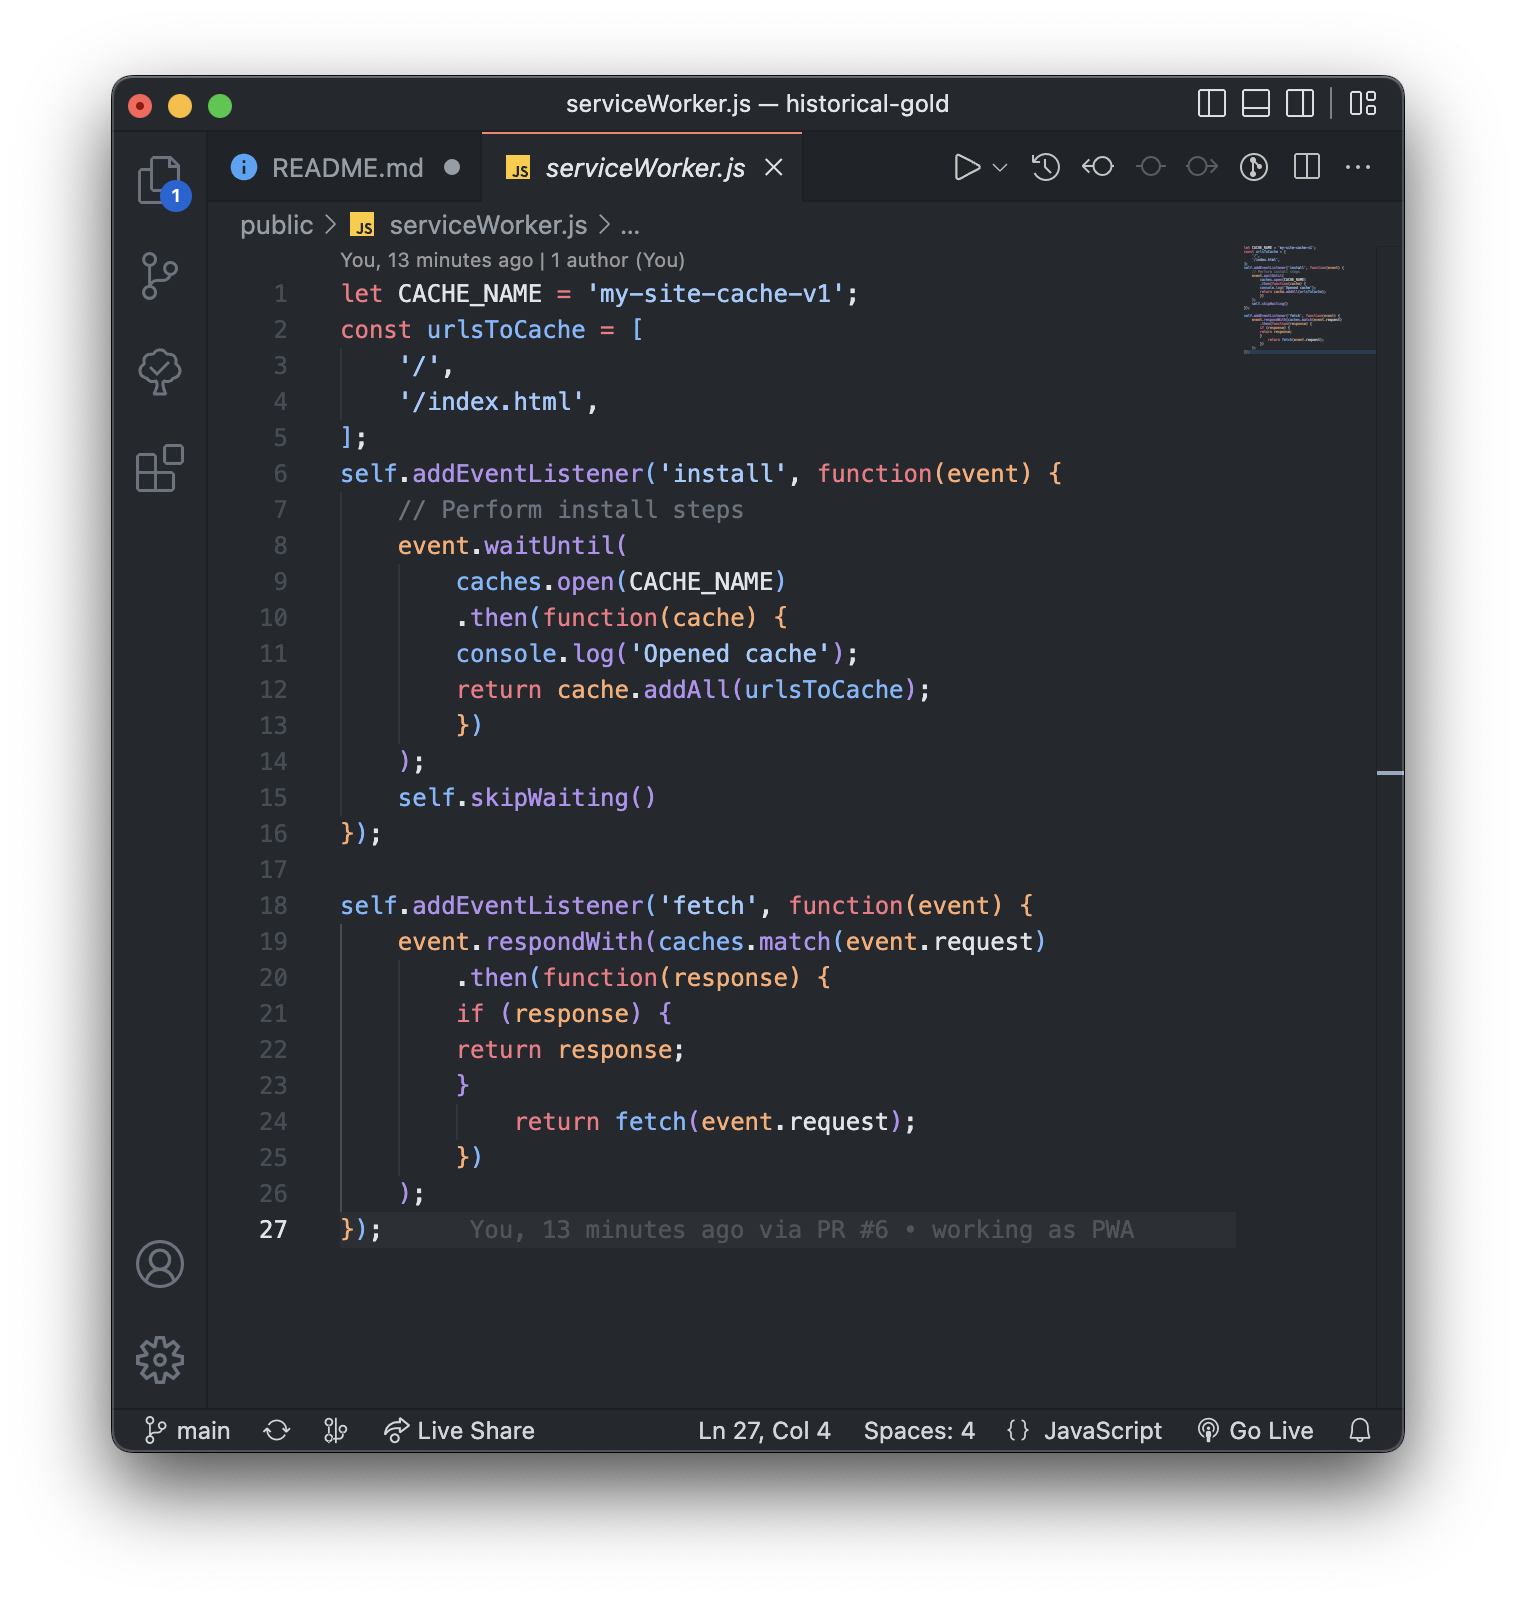 serviceWorker.js — historical-gold
README.md
JS serviceWorker.js
1
public > JS serviceWorker.js > ...
You, 13 minutes ago | 1 author (You)
1 let CACHE_NAME = 'my-site-cache-v1';
2 const urlsToCache = [
3     '/',
4     '/index.html',
5 ];
6 self.addEventListener('install', function(event) {
7     // Perform install steps
8     event.waitUntil(
9         caches.open(CACHE_NAME)
10         .then(function(cache) {
11         console.log('Opened cache');
12         return cache.addAll(urlsToCache);
13         })
14     );
15     self.skipWaiting()
16 });
17
18 self.addEventListener('fetch', function(event) {
19     event.respondWith(caches.match(event.request)
20         .then(function(response) {
21         if (response) {
22         return response;
23         }
24             return fetch(event.request);
25         })
26     );
27 });      You, 13 minutes ago via PR #6 • working as PWA
main Live Share Ln 27, Col 4 Spaces: 4 {} JavaScript Go Live